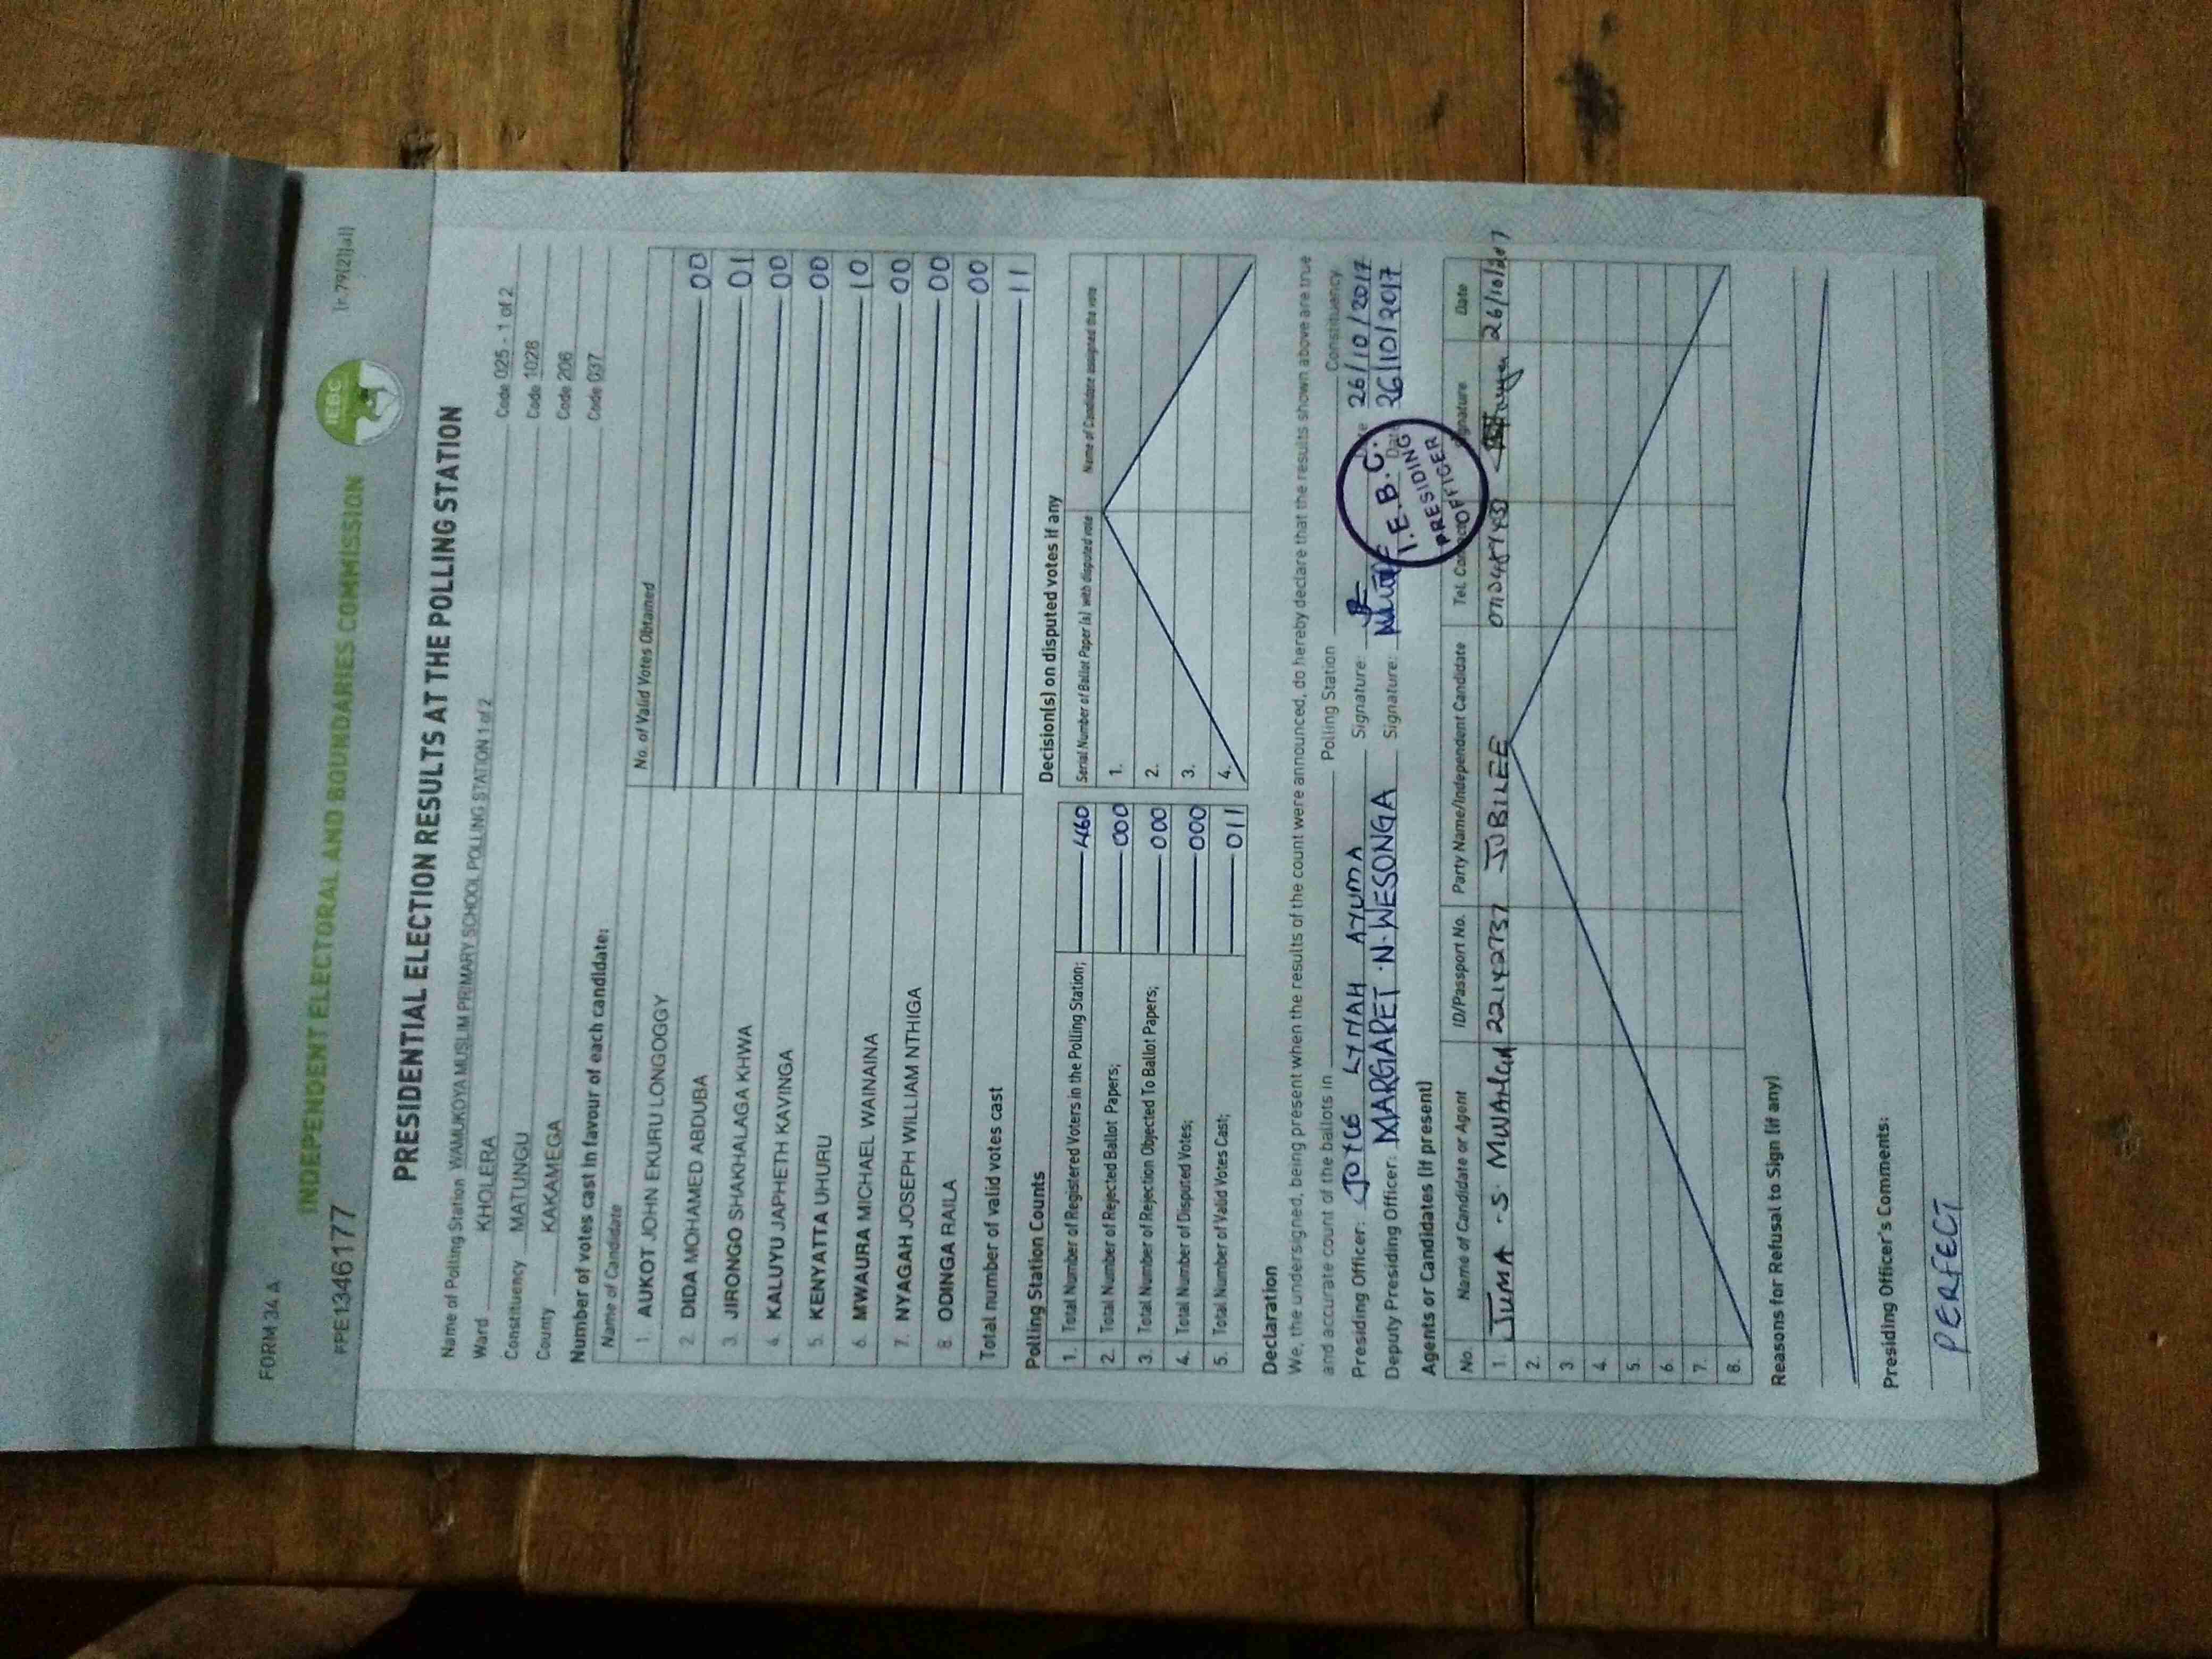 FORM 34 A
INDEPENDENT ELECTORAL AND BOUNDARIES COMMISSION
IEBC
(r.79(2)(a))
FPE1346177
PRESIDENTIAL ELECTION RESULTS AT THE POLLING STATION
Name of Polling Station WAMUKOYA MUSLIM PRIMARY SCHOOL POLLING STATION 1 of 2 Code 025 - 1 of 2
Ward KHOLERA Code 1028
Constituency MATUNGU Code 206
County KAKAMEGA Code 037
Number of votes cast in favour of each candidate:
Name of Candidate No. of Valid Votes Obtained
1. AUKOT JOHN EKURU LONGOGGY 00
2. DIDA MOHAMED ABDUBA 01
3. JIRONGO SHAKHALAGA KHWA 00
4. KALUYU JAPHETH KAVINGA 00
5. KENYATTA UHURU 10
6. MWAURA MICHAEL WAINAINA 00
7. NYAGAH JOSEPH WILLIAM NTHIGA 00
8. ODINGA RAILA 00
Total number of valid votes cast 11
Polling Station Counts
1. Total Number of Registered Voters in the Polling Station; 460
2. Total Number of Rejected Ballot Papers; 000
3. Total Number of Rejection Objected To Ballot Papers; 000
4. Total Number of Disputed Votes; 000
5. Total Number of Valid Votes Cast; 011
Decision(s) on disputed votes if any
Serial Number of Ballot Paper (s) with disputed vote Name of Candidate assigned the vote
1.
2.
3.
4.
Declaration
We, the undersigned, being present when the results of the count were announced, do hereby declare that the results shown above are true
and accurate count of the ballots in Polling Station Constituency
Presiding Officer: JOYCE LYMAH AYUMA Signature: Date 26/10/2017
Deputy Presiding Officer: MARGARET N. WESONGA Signature: Date 26/10/2017
I.E.B.C.
PRESIDING
OFFICER
Agents or Candidates (if present)
No. Name of Candidate or Agent ID/Passport No. Party Name/Independent Candidate Tel. Contact Signature Date
1. JUMA .S. 22142737 JUBILEE 26/10/2017
2.
3.
4.
5.
6.
7.
8.
Reasons for Refusal to Sign (if any)
Presiding Officer's Comments:
PERFECT